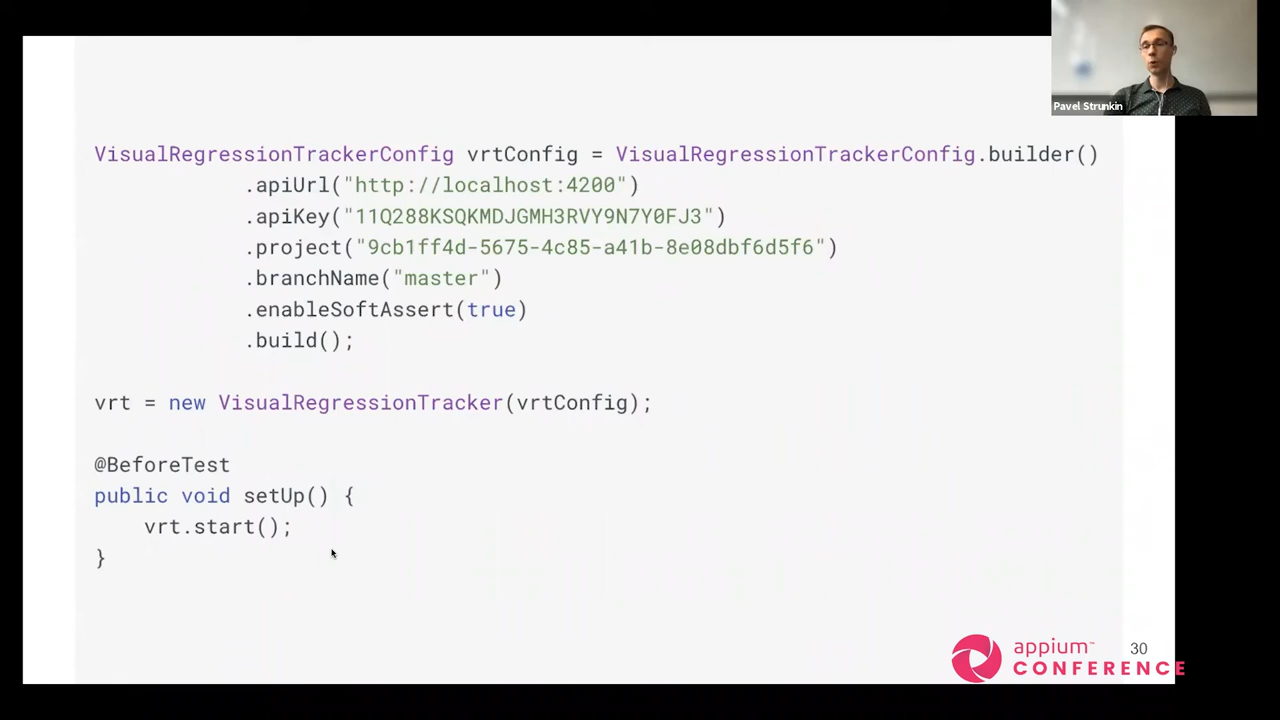 Pavel Strunkin
VisualRegressionTrackerConfig vrtConfig = VisualRegressionTrackerConfig.builder()
.apiUrl("http://localhost:4200")
.apiKey("11Q288KSQKMDJGMH3RVY9N7Y0FJ3")
.project("9cb1ff4d-5675-4c85-a41b-8e08dbf6d5f6")
.branchName("master")
.enableSoftAssert(true)
.build();
vrt = new VisualRegressionTracker(vrtConfig);
@BeforeTest
public void setUp() {
vrt.start();
}
appium™
CONFERENCE
30